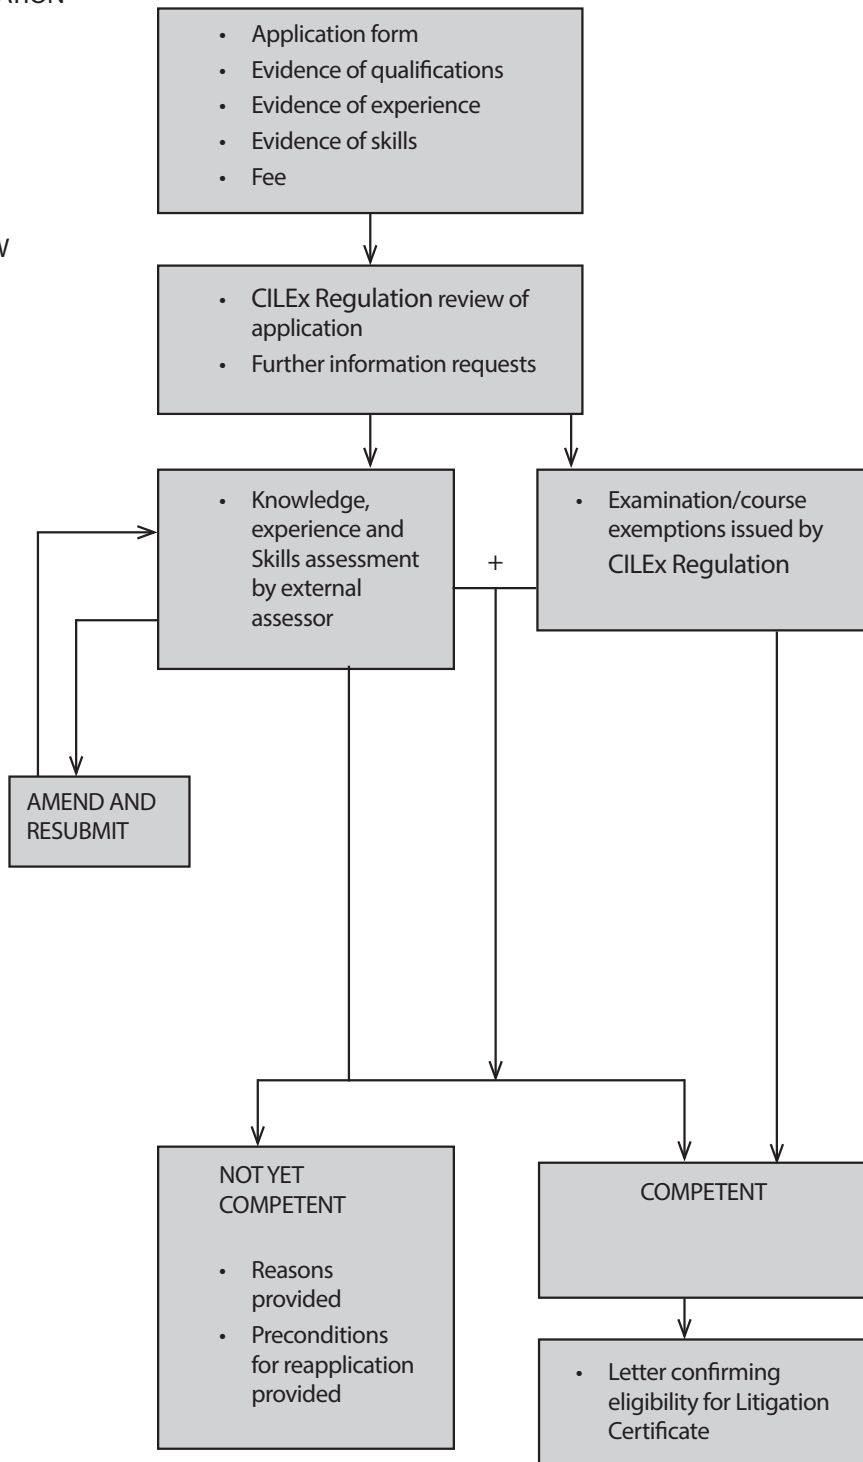 • Application form
• Evidence of qualifications
• Evidence of experience
• Evidence of skills
• Fee
• CILEx Regulation review of
application
• Further information requests
• Knowledge,
experience and
Skills assessment
by external
assessor
+
• Examination/course
exemptions issued by
CILEx Regulation
AMEND AND
RESUBMIT
NOT YET
COMPETENT
• Reasons
provided
• Preconditions
for reapplication
provided
COMPETENT
• Letter confirming
eligibility for Litigation
Certificate